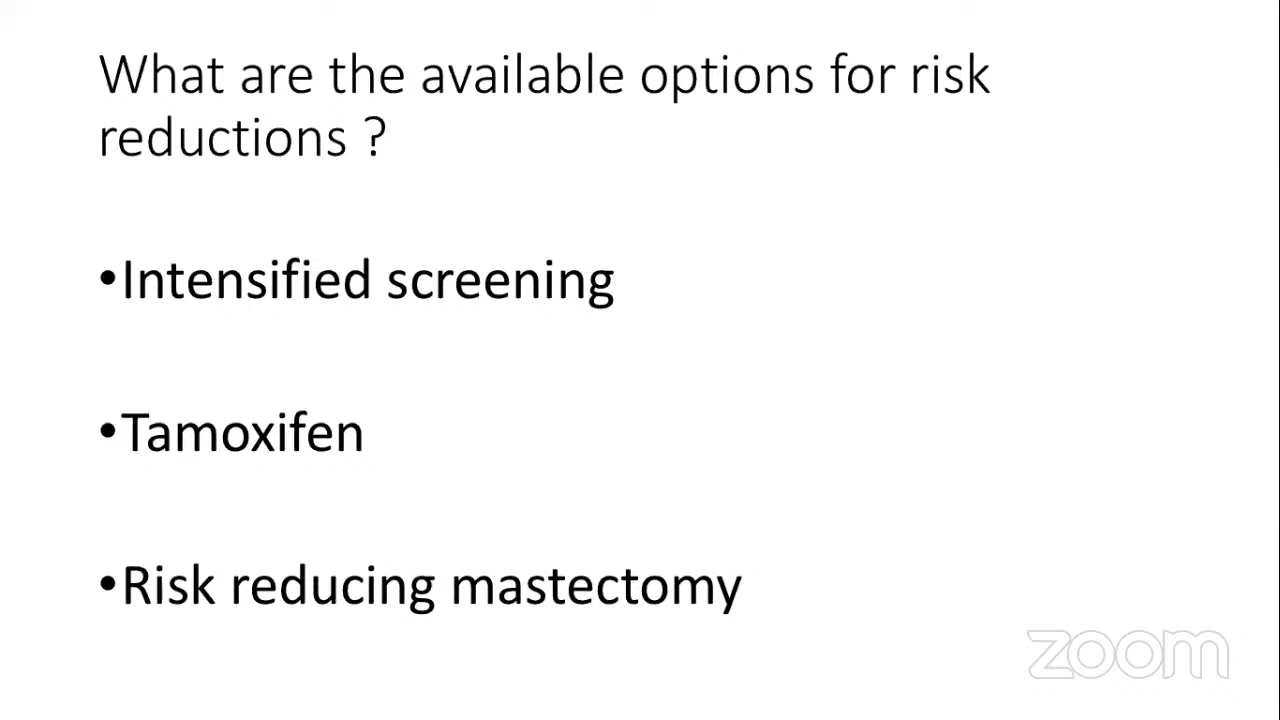 What are the available options for risk
reductions ?
•Intensified screening
•Tamoxifen
•Risk reducing mastectomy
zoom